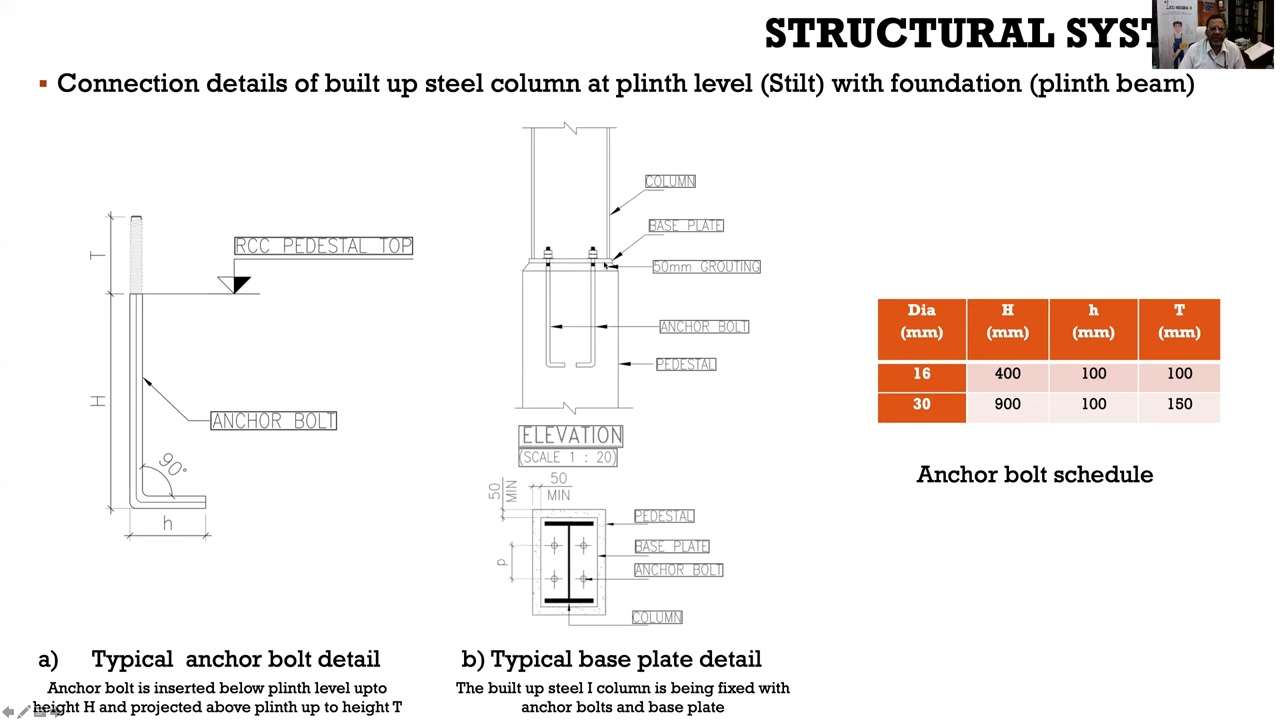 STRUCTURAL SYST
▪ Connection details of built up steel column at plinth level (Stilt) with foundation (plinth beam)
T
RCC PEDESTAL TOP
H
ANCHOR BOLT
90°
h
COLUMN
BASE PLATE
50mm GROUTING
ANCHOR BOLT
PEDESTAL
ELEVATION
(SCALE 1 : 20)
50 MIN
50
MIN
PEDESTAL
BASE PLATE
p
ANCHOR BOLT
COLUMN
Dia (mm) H (mm) h (mm) T (mm)
16 400 100 100
30 900 100 150
Anchor bolt schedule
a) Typical anchor bolt detail
Anchor bolt is inserted below plinth level upto
height H and projected above plinth up to height T
b) Typical base plate detail
The built up steel I column is being fixed with
anchor bolts and base plate